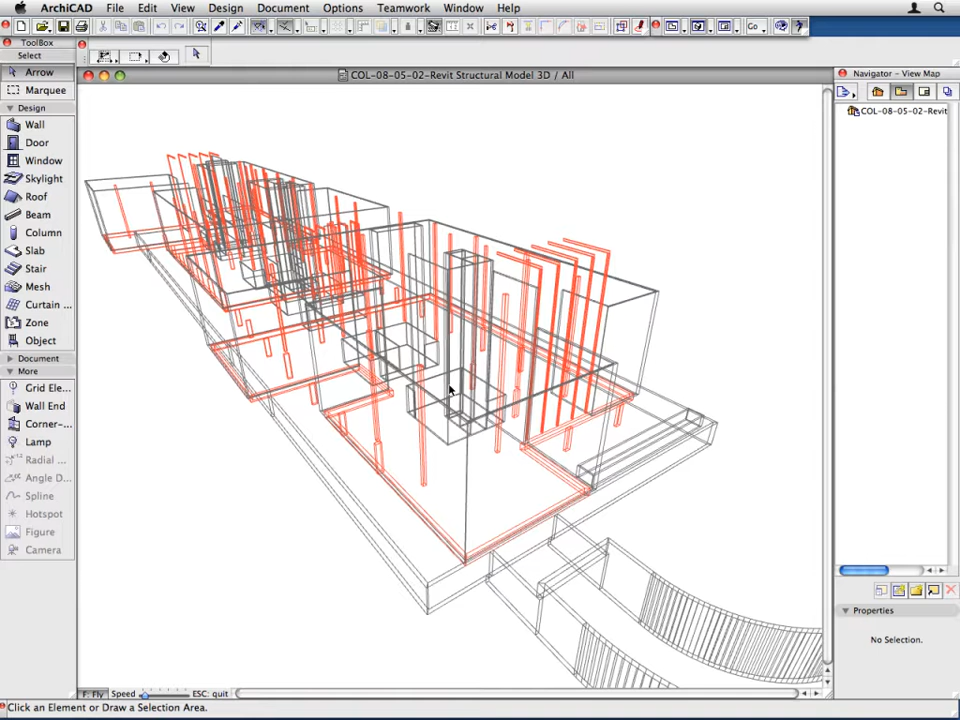 ArchiCAD File Edit View Design Document Options Teamwork Window Help
Go
ToolBox
Select
Arrow
Marquee
Design
Wall
Door
Window
Skylight
Roof
Beam
Column
Slab
Stair
Mesh
Curtain ...
Zone
Object
Document
More
Grid Ele...
Wall End
Corner-...
Lamp
Radial ...
Angle D...
Spline
Hotspot
Figure
Camera
COL-08-05-02-Revit Structural Model 3D / All
Navigator - View Map
COL-08-05-02-Revit
Properties
No Selection.
F: Fly Speed ESC: quit
Click an Element or Draw a Selection Area.